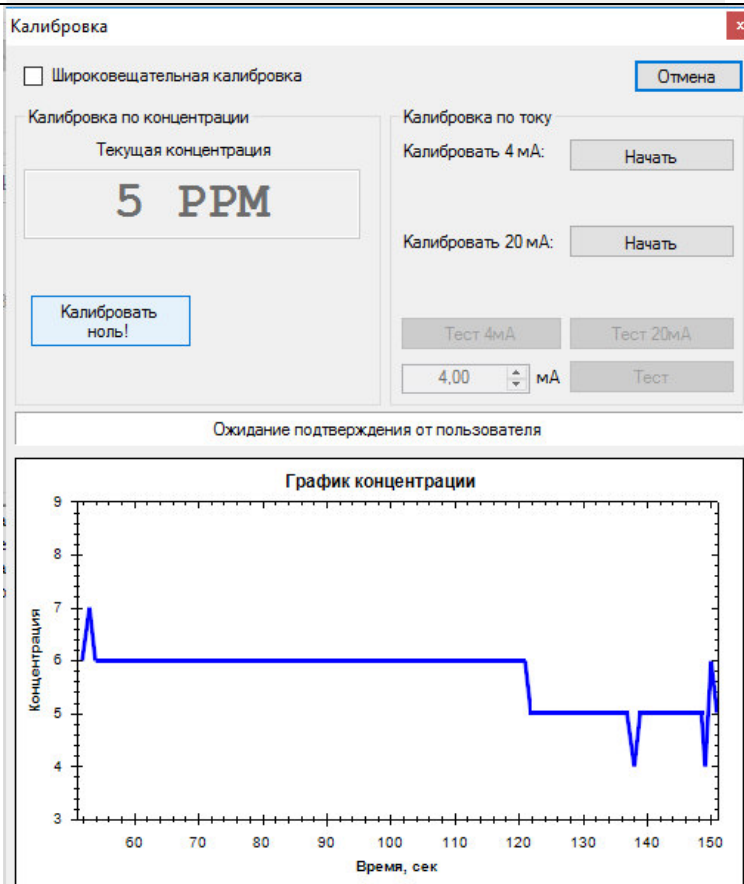 Калибровка
x
Широковещательная калибровка
Отмена
Калибровка по концентрации
Текущая концентрация
5 PPM
Калибровать
ноль!
Калибровка по току
Калибровать 4 мА:
Начать
Калибровать 20 мА:
Начать
Тест 4мА
Тест 20мА
4,00
мА
Тест
Ожидание подтверждения от пользователя
График концентрации
Концентрация
9
8
7
6
5
4
3
60 70 80 90 100 110 120 130 140 150
Время, сек